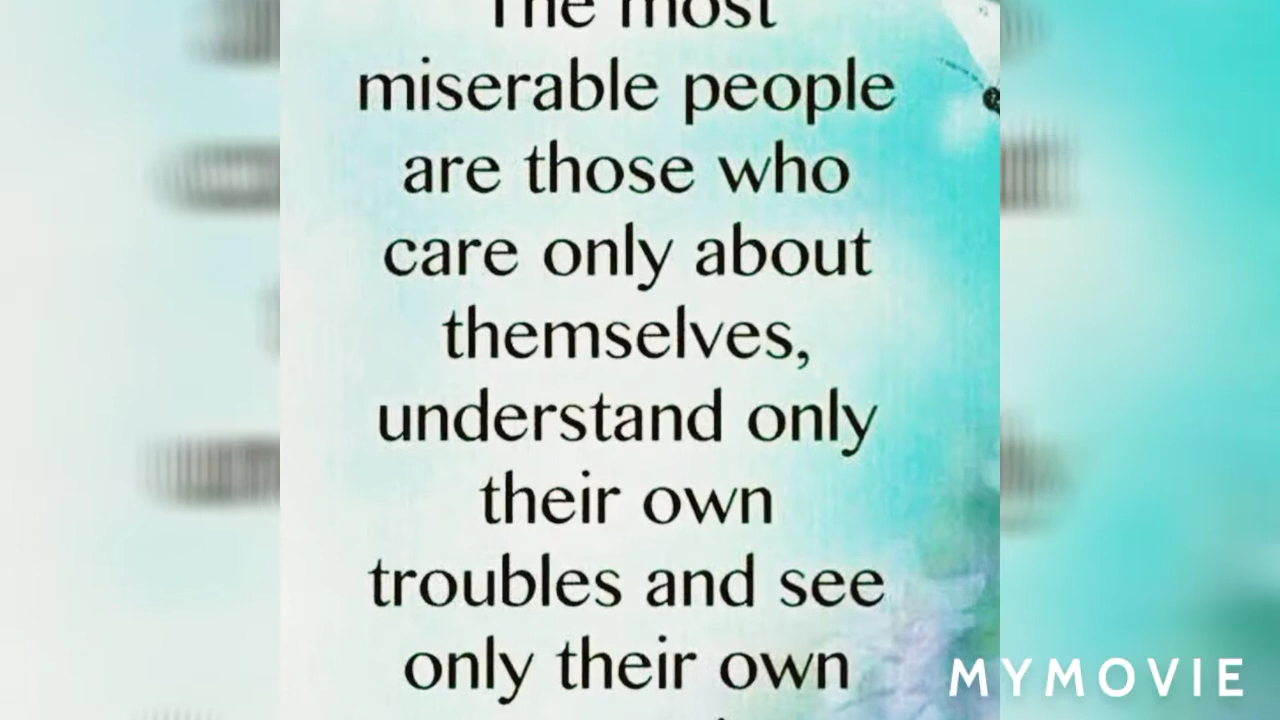 The most
miserable people
are those who
care only about
themselves,
understand only
their own
troubles and see
only their own
MYMOVIE